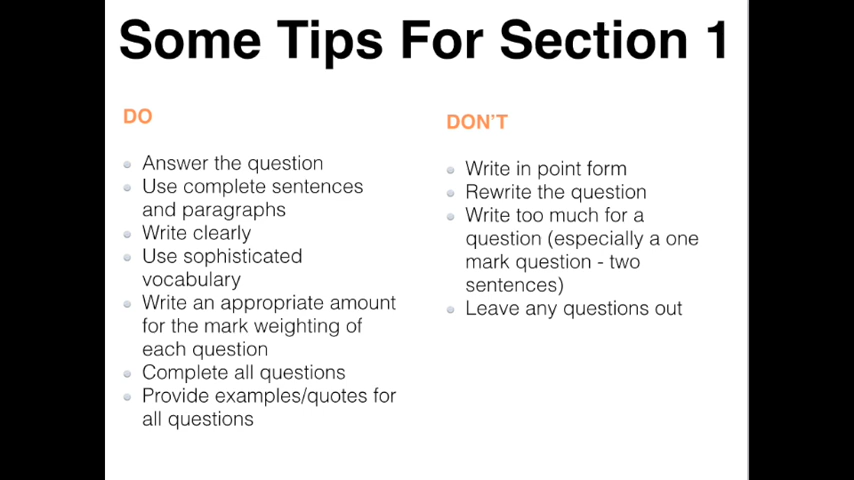 Some Tips For Section 1
DO
Answer the question
Use complete sentences
and paragraphs
Write clearly
Use sophisticated
vocabulary
Write an appropriate amount
for the mark weighting of
each question
Complete all questions
Provide examples/quotes for
all questions
DON'T
Write in point form
Rewrite the question
Write too much for a
question (especially a one
mark question - two
sentences)
Leave any questions out